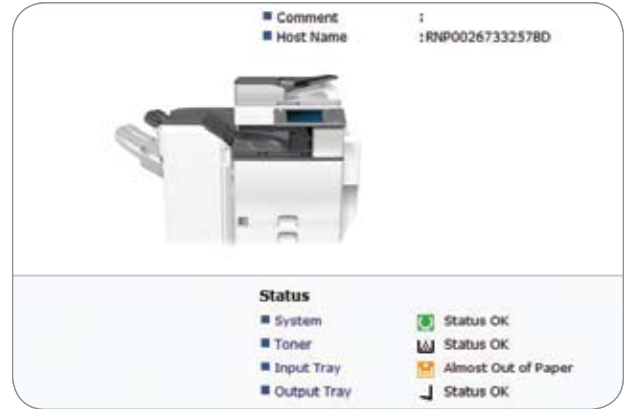 Comment :
Host Name : RNP0026733257BD
Status
System Status OK
Toner Status OK
Input Tray Almost Out of Paper
Output Tray Status OK